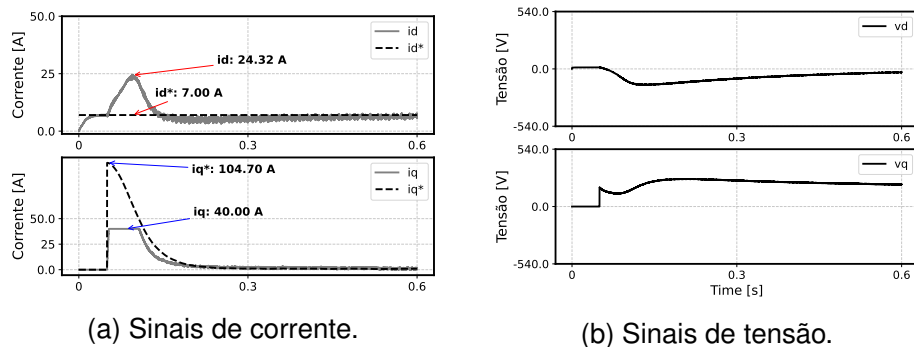 50.0
25
0.0
Corrente [A]
id: 24.32 A
id*: 7.00 A
id
id*
0
0.3
0.6
50.0
25.0
0.0
Corrente [A]
iq*: 104.70 A
iq: 40.00 A
iq
iq*
0
0.3
0.6
(a) Sinais de corrente.
540.0
0.0
-540.0
Tensão [V]
vd
0
0.3
0.6
540.0
0.0
-540.0
Tensão [V]
vq
0
0.3
0.6
Time [s]
(b) Sinais de tensão.